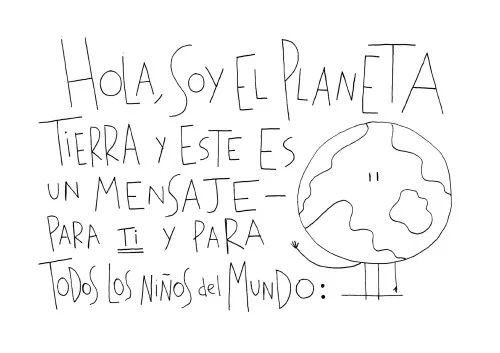 HOLA, SOY EL PLANETA
TIERRA Y ESTE ES
UN MENSAJE—
PARA TI Y PARA
TODOS LOS NIÑOS del MUNDO: